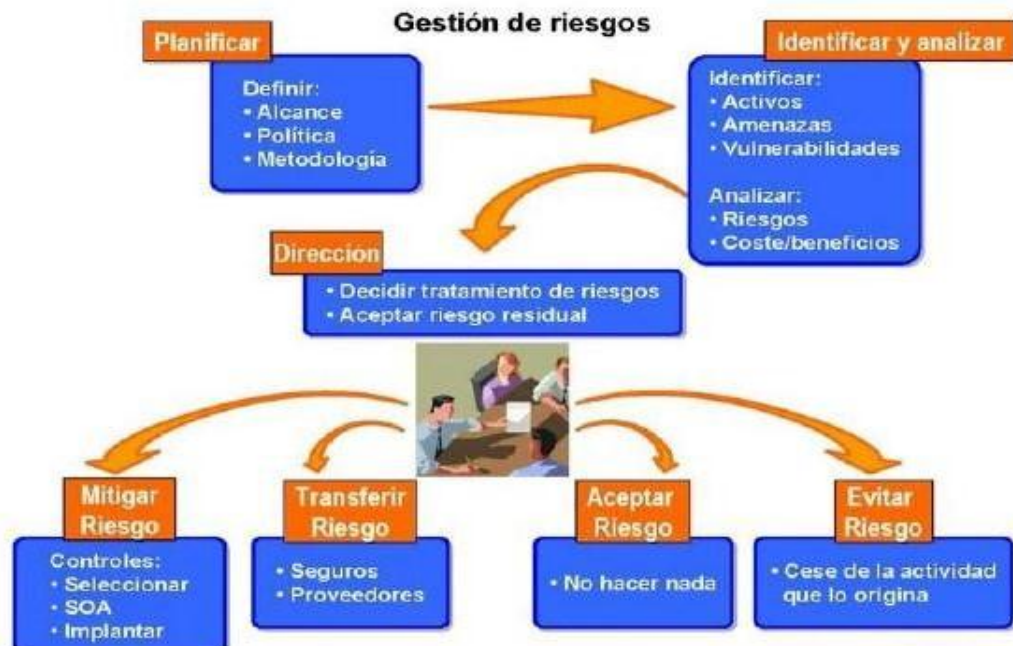 Gestión de riesgos
Planificar
Definir:
• Alcance
• Política
• Metodología
Identificar y analizar
Identificar:
• Activos
• Amenazas
• Vulnerabilidades
Analizar:
• Riesgos
• Coste/beneficios
Dirección
• Decidir tratamiento de riesgos
• Aceptar riesgo residual
Mitigar
Riesgo
Controles:
• Seleccionar
• SOA
• Implantar
Transferir
Riesgo
• Seguros
• Proveedores
Aceptar
Riesgo
• No hacer nada
Evitar
Riesgo
• Cese de la actividad
que lo origina